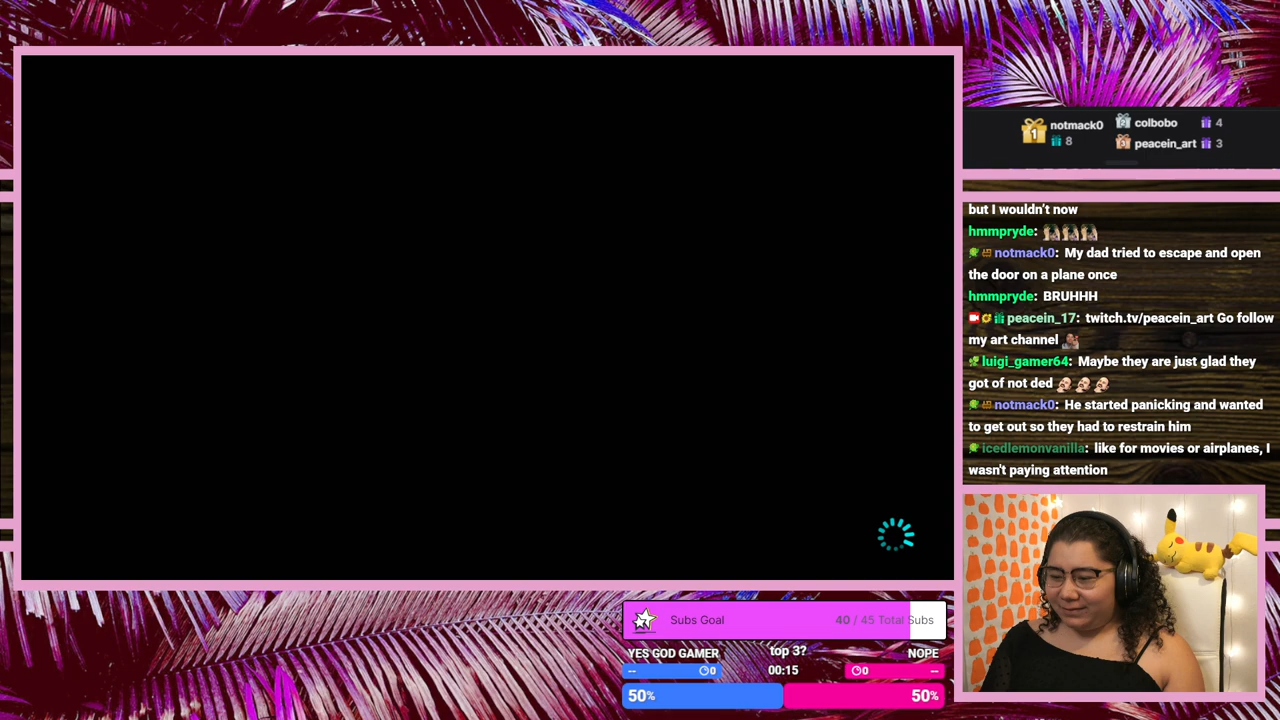 notmack0
8
colbobo
4
peacein_art
3
but I wouldn't now
hmmpryde:
notmack0: My dad tried to escape and open
the door on a plane once
hmmpryde: BRUHHH
peacein_17: twitch.tv/peacein_art Go follow
my art channel
luigi_gamer64: Maybe they are just glad they
got of not ded
notmack0: He started panicking and wanted
to get out so they had to restrain him
icedlemonvanilla: like for movies or airplanes, I
wasn't paying attention
Subs Goal
40 / 45 Total Subs
YES GOD GAMER
top 3?
NOPE
--
0
00:15
0
--
50%
50%